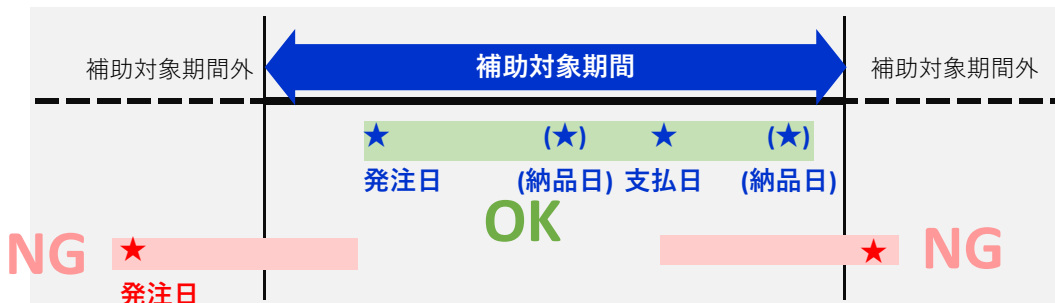 補助対象期間外
補助対象期間
補助対象期間外
★ (★) ★ (★)
発注日 (納品日) 支払日 (納品日)
OK
NG ★
★ NG
発注日